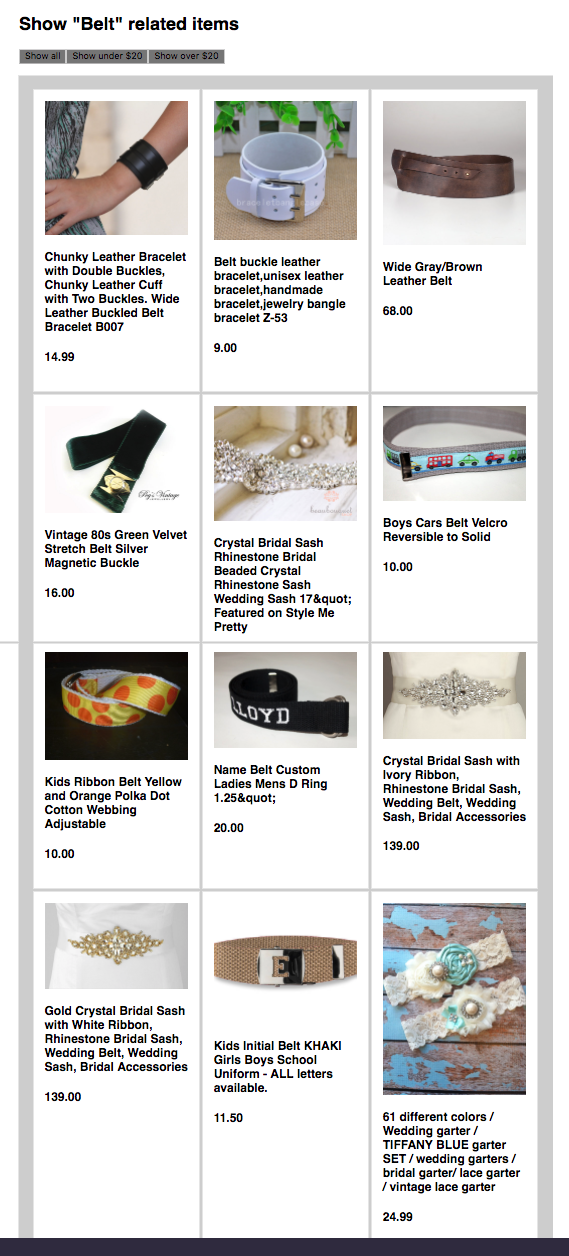 Show "Belt" related items
Show all
Show under $20
Show over $20
Chunky Leather Bracelet
with Double Buckles,
Chunky Leather Cuff
with Two Buckles. Wide
Leather Buckled Belt
Bracelet B007
14.99
Belt buckle leather
bracelet,unisex leather
bracelet,handmade
bracelet,jewelry bangle
bracelet Z-53
9.00
Wide Gray/Brown
Leather Belt
68.00
Vintage 80s Green Velvet
Stretch Belt Silver
Magnetic Buckle
16.00
Crystal Bridal Sash
Rhinestone Bridal
Beaded Crystal
Rhinestone Sash
Wedding Sash 17&quot;
Featured on Style Me
Pretty
Boys Cars Belt Velcro
Reversible to Solid
10.00
Kids Ribbon Belt Yellow
and Orange Polka Dot
Cotton Webbing
Adjustable
10.00
LLOYD
Name Belt Custom
Ladies Mens D Ring
1.25&quot;
20.00
Crystal Bridal Sash with
Ivory Ribbon,
Rhinestone Bridal Sash,
Wedding Belt, Wedding
Sash, Bridal Accessories
139.00
Gold Crystal Bridal Sash
with White Ribbon,
Rhinestone Bridal Sash,
Wedding Belt, Wedding
Sash, Bridal Accessories
139.00
E
Kids Initial Belt KHAKI
Girls Boys School
Uniform - ALL letters
available.
11.50
61 different colors /
Wedding garter /
TIFFANY BLUE garter
SET / wedding garters /
bridal garter/ lace garter
/ vintage lace garter
24.99